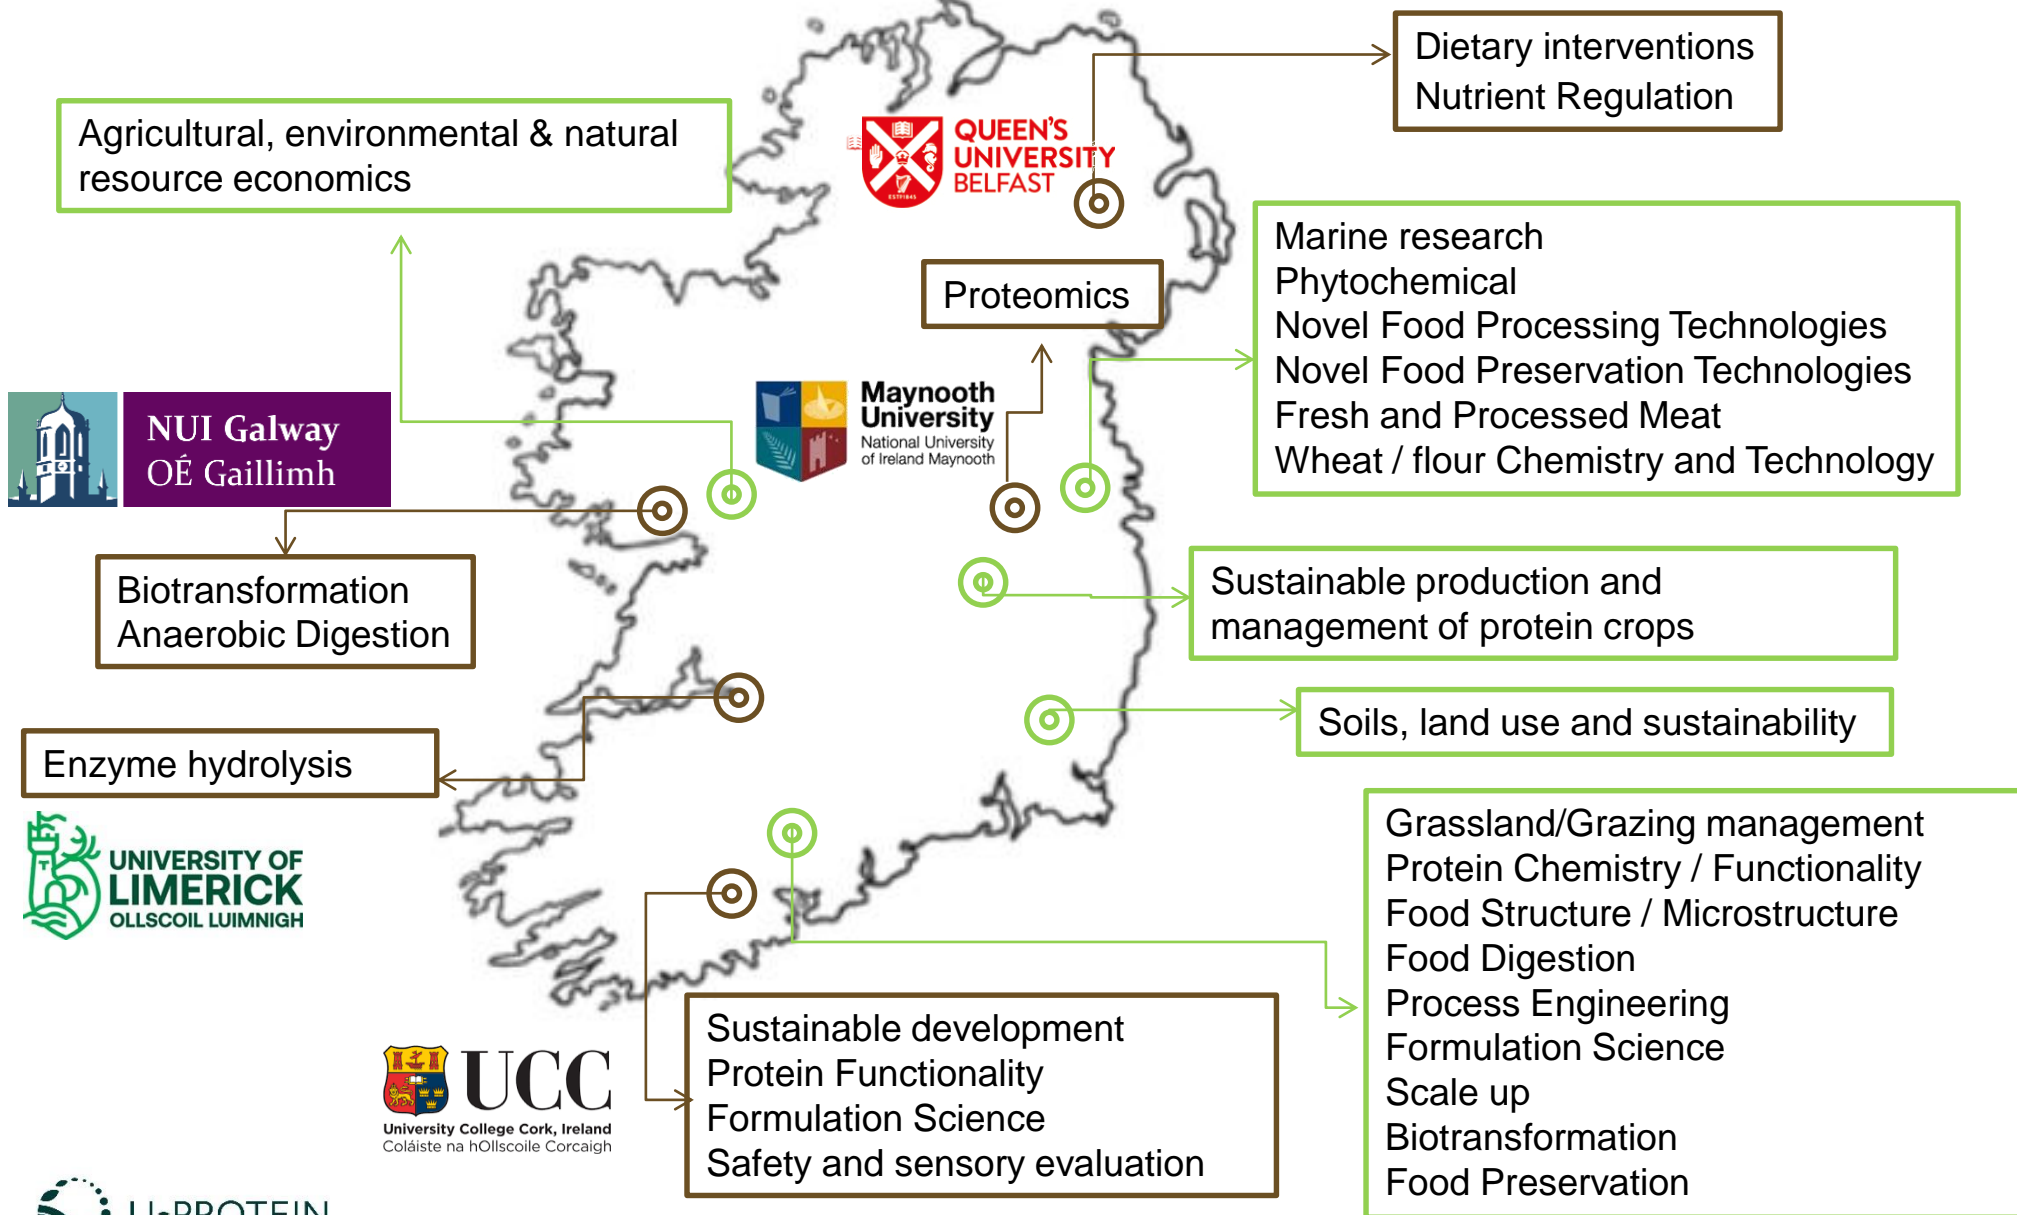 Dietary interventions
Nutrient Regulation
Agricultural, environmental & natural
resource economics
QUEEN'S
UNIVERSITY
BELFAST
ESTD1845
Marine research
Phytochemical
Novel Food Processing Technologies
Novel Food Preservation Technologies
Fresh and Processed Meat
Wheat / flour Chemistry and Technology
Proteomics
Maynooth
University
National University
of Ireland Maynooth
NUI Galway
OÉ Gaillimh
Biotransformation
Anaerobic Digestion
Sustainable production and
management of protein crops
Soils, land use and sustainability
Enzyme hydrolysis
UNIVERSITY OF
LIMERICK
OLLSCOIL LUIMNIGH
Grassland/Grazing management
Protein Chemistry / Functionality
Food Structure / Microstructure
Food Digestion
Process Engineering
Formulation Science
Scale up
Biotransformation
Food Preservation
Sustainable development
Protein Functionality
Formulation Science
Safety and sensory evaluation
UCC
University College Cork, Ireland
Coláiste na hOllscoile Corcaigh